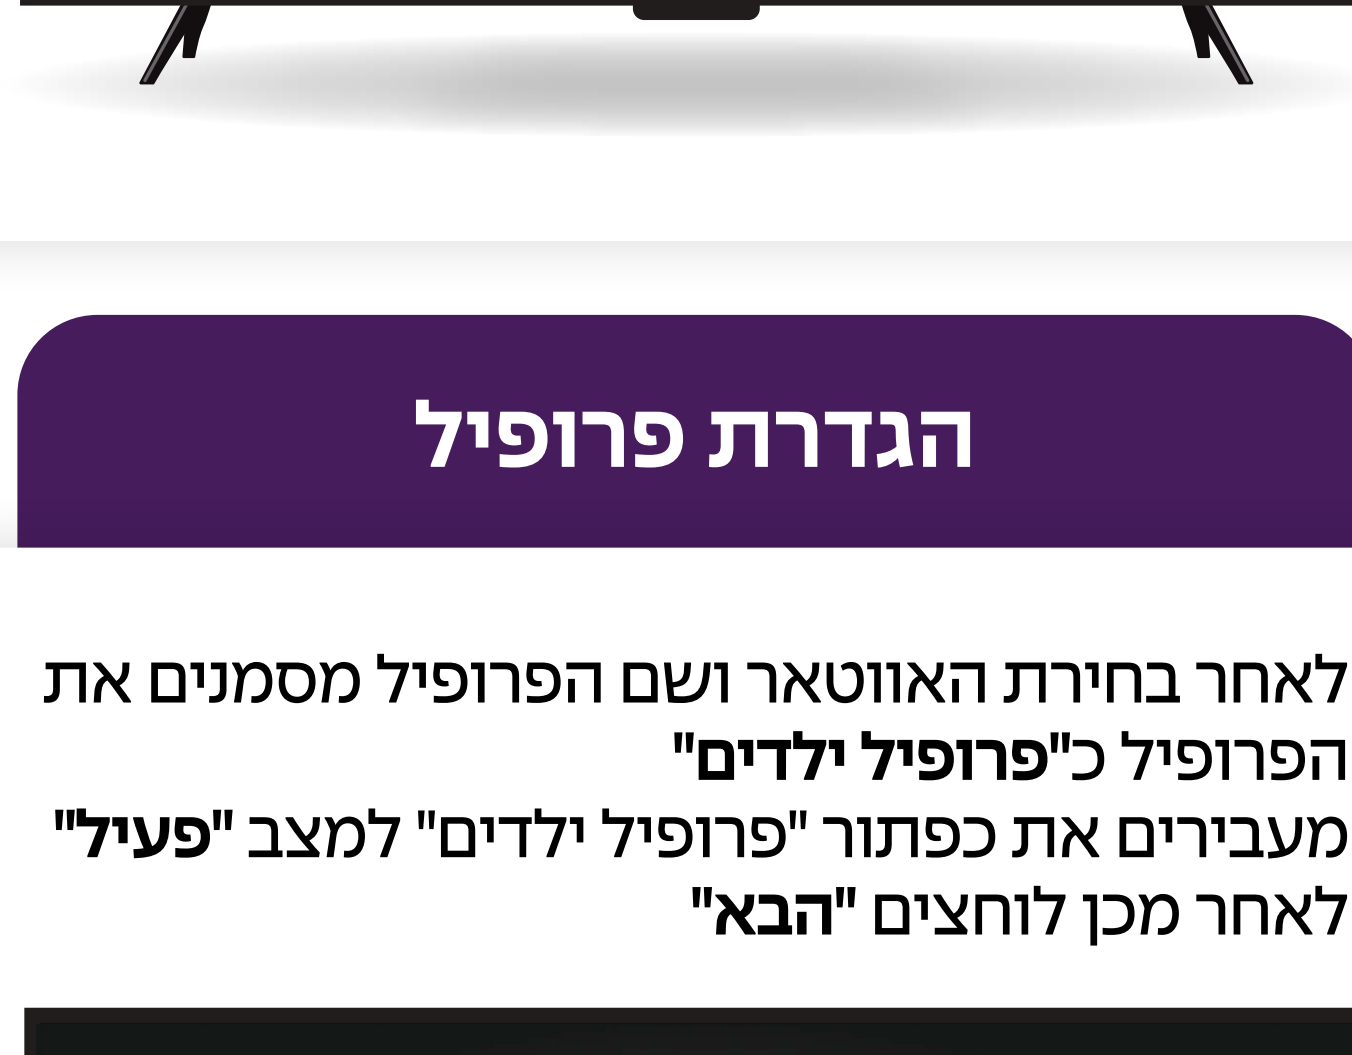 הגדרת פרופיל
לאחר בחירת האווטאר ושם הפרופיל מסמנים את
הפרופיל כ"פרופיל ילדים"
מעבירים את כפתור "פרופיל ילדים" למצב "פעיל"
לאחר מכן לוחצים "הבא"